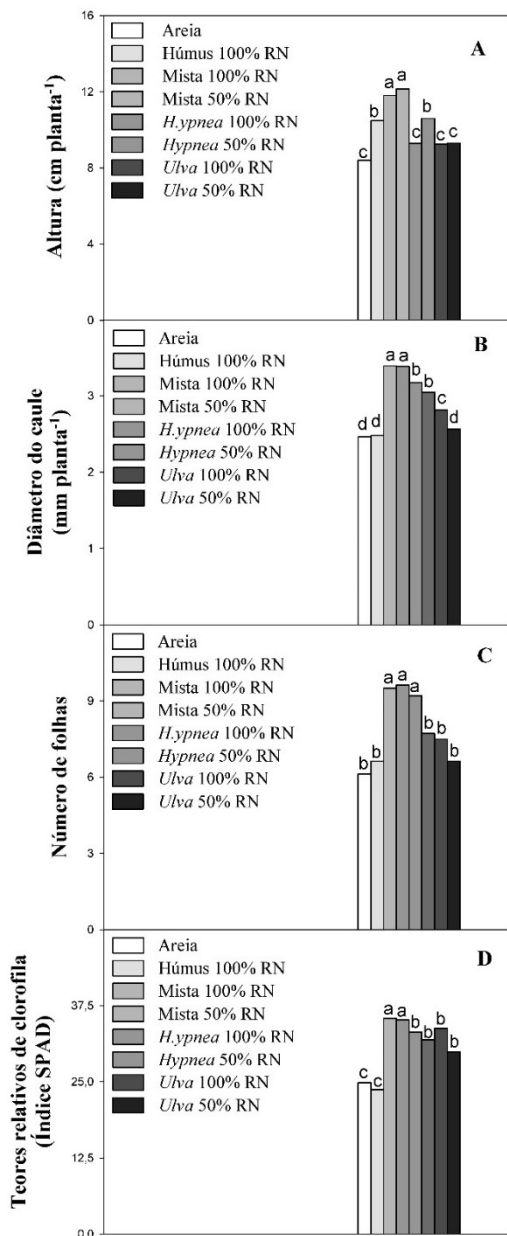 16
12
8
4
0
Altura (cm planta⁻¹)
Areia
Húmus 100% RN
Mista 100% RN
Mista 50% RN
H.ypnea 100% RN
Hypnea 50% RN
Ulva 100% RN
Ulva 50% RN
A
c b a a c b c c
3
2
1
0
Diâmetro do caule
(mm planta⁻¹)
Areia
Húmus 100% RN
Mista 100% RN
Mista 50% RN
H.ypnea 100% RN
Hypnea 50% RN
Ulva 100% RN
Ulva 50% RN
B
d d a a b b c d
9
6
3
0
Número de folhas
Areia
Húmus 100% RN
Mista 100% RN
Mista 50% RN
H.ypnea 100% RN
Hypnea 50% RN
Ulva 100% RN
Ulva 50% RN
C
b b a a a b b b
37,5
25,0
12,5
0,0
Teores relativos de clorofila
(Índice SPAD)
Areia
Húmus 100% RN
Mista 100% RN
Mista 50% RN
H.ypnea 100% RN
Hypnea 50% RN
Ulva 100% RN
Ulva 50% RN
D
c c a a b b b b